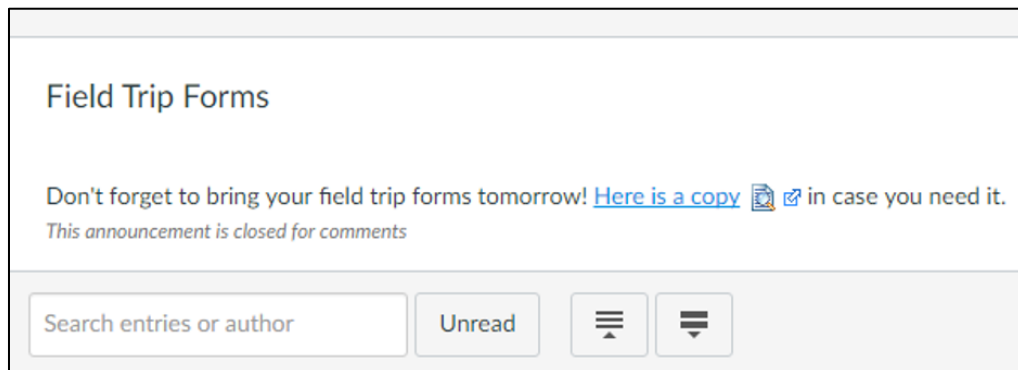 Field Trip Forms
Don't forget to bring your field trip forms tomorrow! Here is a copy in case you need it.
This announcement is closed for comments
Search entries or author
Unread